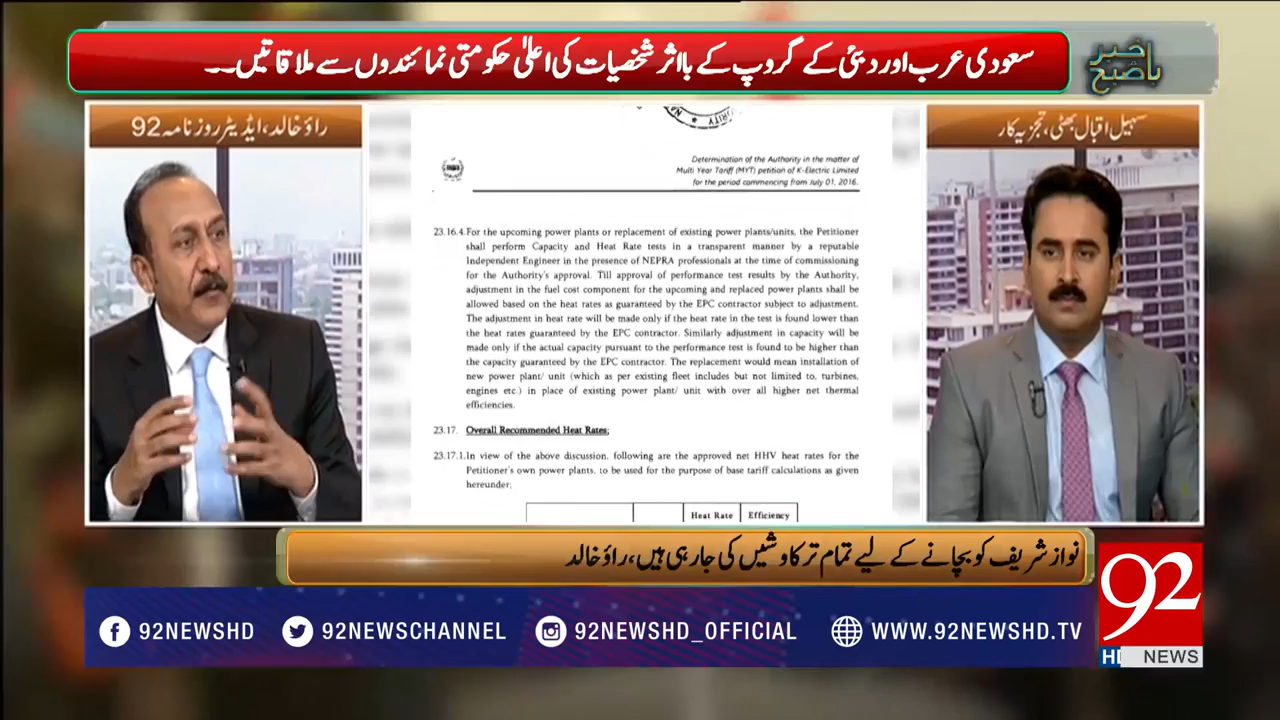 سعودی عرب اور دبئی کے گروپ کے بااثر شخصیات کی اعلیٰ حکومتی نمائندوں سے ملاقاتیں۔۔
باخبر صبح
راؤ خالد، ایڈیٹر روزنامہ 92
سہیل اقبال بھٹی، تجزیہ کار
ORITY
Determination of the Authority in the matter of
Multi Year Tariff (MYT) petition of K-Electric Limited
for the period commencing from July 01, 2016.
23.16.4.For the upcoming power plants or replacement of existing power plants/units, the Petitioner
shall perform Capacity and Heat Rate tests in a transparent manner by a reputable
Independent Engineer in the presence of NEPRA professionals at the time of commissioning
for the Authority's approval. Till approval of performance test results by the Authority,
adjustment in the fuel cost component for the upcoming and replaced power plants shall be
allowed based on the heat rates as guaranteed by the EPC contractor subject to adjustment.
The adjustment in heat rate will be made only if the heat rate in the test is found lower than
the heat rates guaranteed by the EPC contractor. Similarly adjustment in capacity will be
made only if the actual capacity pursuant to the performance test is found to be higher than
the capacity guaranteed by the EPC contractor. The replacement would mean installation of
new power plant/ unit (which as per existing fleet includes but not limited to, turbines,
engines etc.) in place of existing power plant/ unit with over all higher net thermal
efficiencies.
23.17. Overall Recommended Heat Rates;
23.17.1.In view of the above discussion, following are the approved net HHV heat rates for the
Petitioner's own power plants, to be used for the purpose of base tariff calculations as given
hereunder;
Heat Rate Efficiency
نواز شریف کو بچانے کے لیے تمام تر کاوشیں کی جا رہی ہیں، راؤ خالد
92NEWSHD 92NEWSCHANNEL 92NEWSHD_OFFICIAL WWW.92NEWSHD.TV
92
HD NEWS